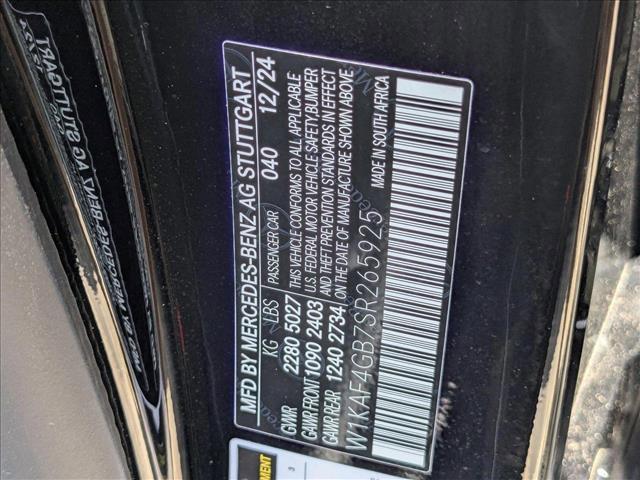 MFD BY MERCEDES-BENZ AG STUTTGART
KG LBS 040 12/24
PASSENGER CAR
GVWR 2280 5027
GAWR FRONT 1090 2403
GAWR REAR 1240 2734
THIS VEHICLE CONFORMS TO ALL APPLICABLE
U.S. FEDERAL MOTOR VEHICLE SAFETY, BUMPER
AND THEFT PREVENTION STANDARDS IN EFFECT
ON THE DATE OF MANUFACTURE SHOWN ABOVE
W1KAF4GB7SR265925
MADE IN SOUTH AFRICA